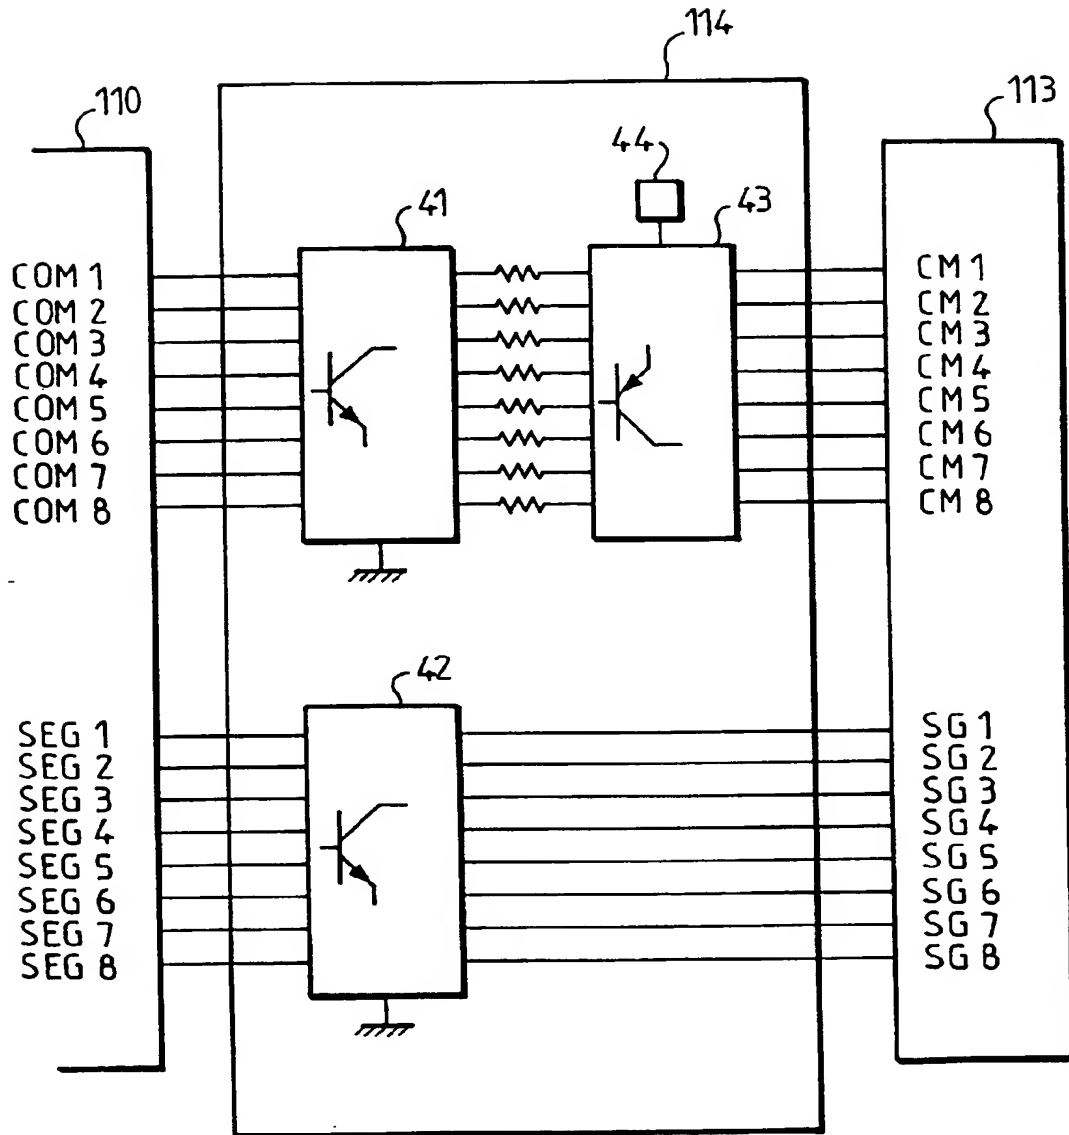 114
110
113
44
41
43
COM 1
COM 2
COM 3
COM 4
COM 5
COM 6
COM 7
COM 8
CM 1
CM 2
CM 3
CM 4
CM 5
CM 6
CM 7
CM 8
42
SEG 1
SEG 2
SEG 3
SEG 4
SEG 5
SEG 6
SEG 7
SEG 8
SG 1
SG 2
SG 3
SG 4
SG 5
SG 6
SG 7
SG 8